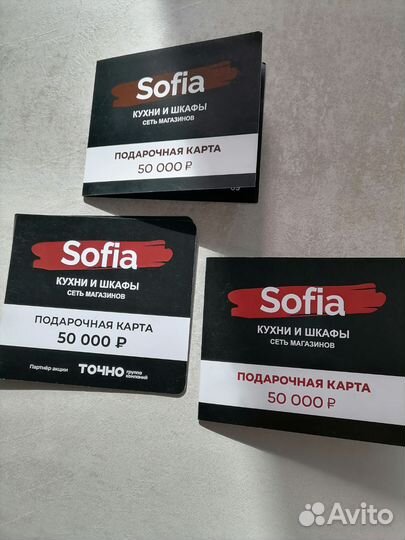 Sofia
КУХНИ И ШКАФЫ
СЕТЬ МАГАЗИНОВ
ПОДАРОЧНАЯ КАРТА
50 000 ₽
Sofia
КУХНИ И ШКАФЫ
СЕТЬ МАГАЗИНОВ
ПОДАРОЧНАЯ КАРТА
50 000 ₽
Партнёр акции ТОЧНО группа
компаний
Sofia
КУХНИ И ШКАФЫ
СЕТЬ МАГАЗИНОВ
ПОДАРОЧНАЯ КАРТА
50 000 ₽
Avito